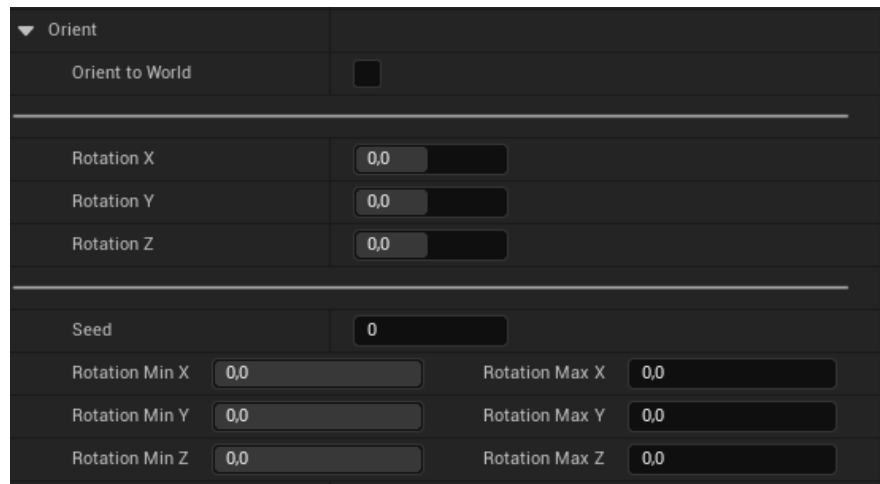 Orient
Orient to World
Rotation X 0,0
Rotation Y 0,0
Rotation Z 0,0
Seed 0
Rotation Min X 0,0 Rotation Max X 0,0
Rotation Min Y 0,0 Rotation Max Y 0,0
Rotation Min Z 0,0 Rotation Max Z 0,0